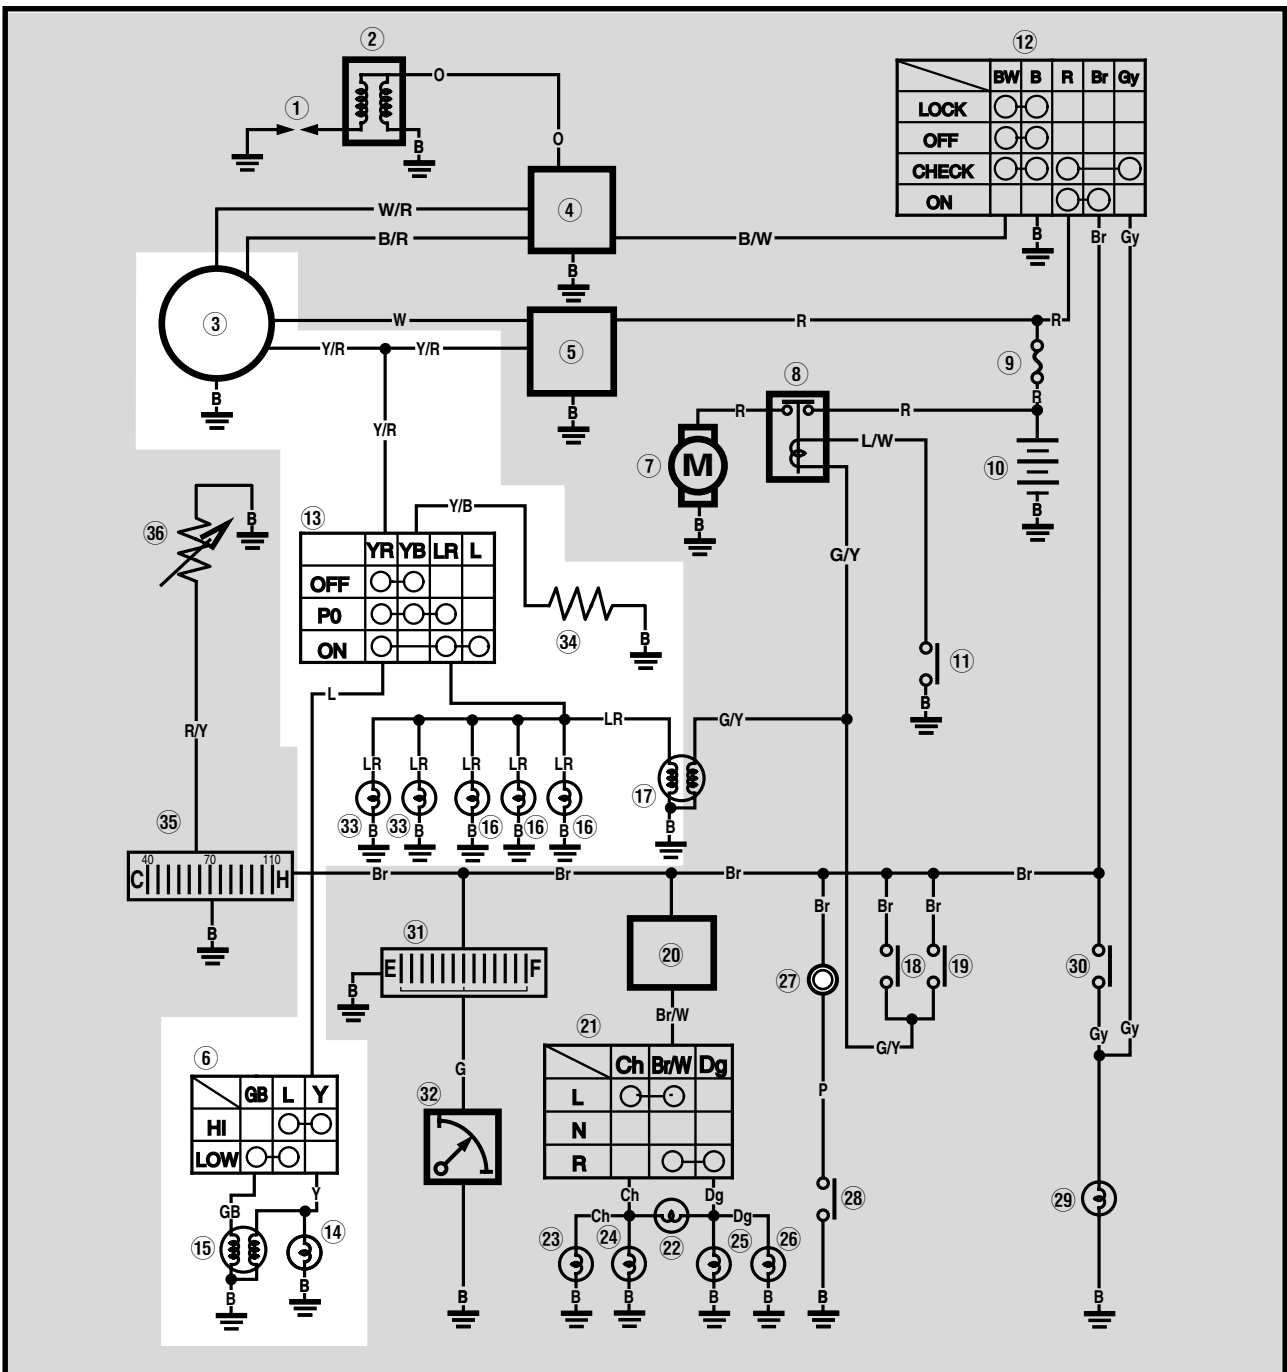 2
12
O
BW B R Br Gy
1
LOCK
OFF
CHECK
ON
B
O
4
W/R
B/R
B/W
B
Br
Gy
B
3
W
R
R
Y/R
Y/R
5
9
8
B
B
R
Y/R
R
R
L/W
7
M
10
B
B
36
B
13
Y/B
G/Y
YR YB LR L
OFF
P0
ON
34
B
11
B
L
R/Y
LR
G/Y
LR
LR
LR
LR
LR
17
35
33
33
16
16
16
B
B
B
B
B
B
40 70 110
C H
Br
Br
Br
Br
B
Br
Br
Br
31
E F
B
20
27
18
19
30
Br/W
21
Gy
Gy
G/Y
6
G
Ch Br/W Dg
L
N
R
P
GB L Y
HI
LOW
32
Y
GB
15
14
Ch
Dg
28
29
Ch
Dg
23
24
22
25
26
B
B
B
B
B
B
B
B
B